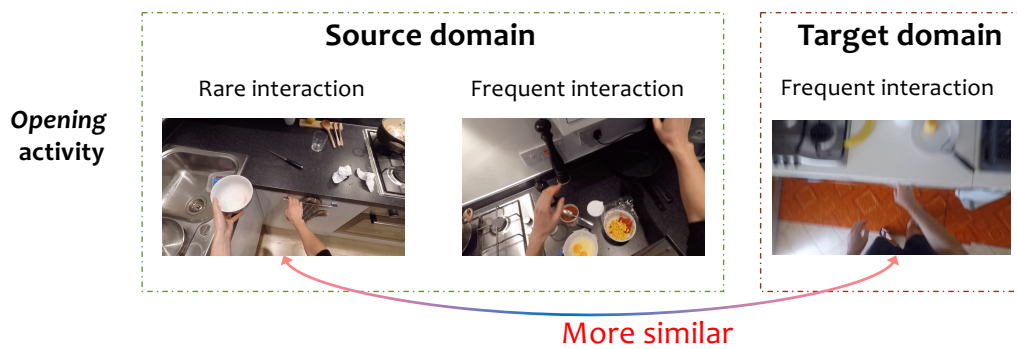 Source domain
Target domain
Rare interaction
Frequent interaction
Frequent interaction
Opening
activity
More similar